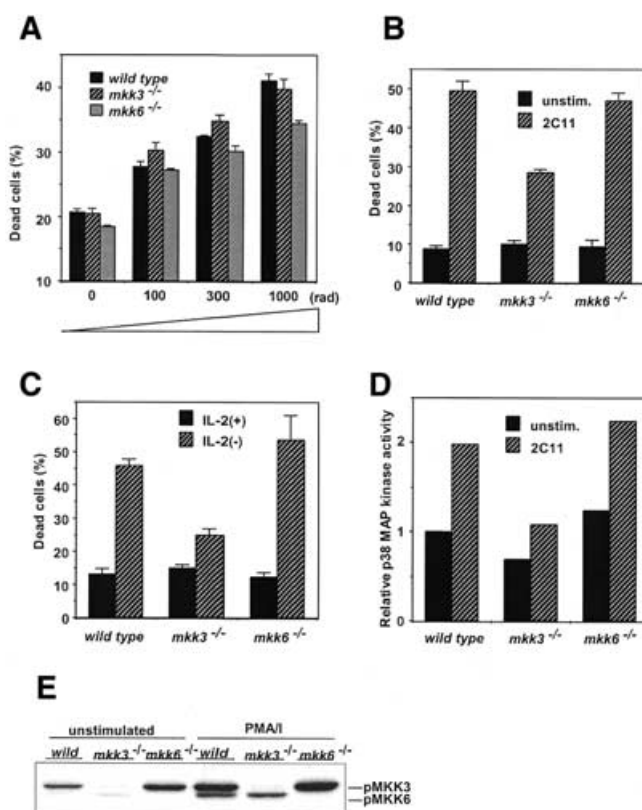 A
wild type
mkk3 -/-
mkk6 -/-
Dead cells (%)
40
30
20
10
0 100 300 1000 (rad)
B
unstim.
2C11
Dead cells (%)
50
40
30
20
10
0
wild type mkk3 -/- mkk6 -/-
C
IL-2(+)
IL-2(-)
Dead cells (%)
60
50
40
30
20
10
0
wild type mkk3 -/- mkk6 -/-
D
unstim.
2C11
Relative p38 MAP kinase activity
2
1
0
wild type mkk3 -/- mkk6 -/-
E
unstimulated PMA/I
wild mkk3 -/- mkk6 -/- wild mkk3 -/- mkk6 -/-
pMKK3
pMKK6